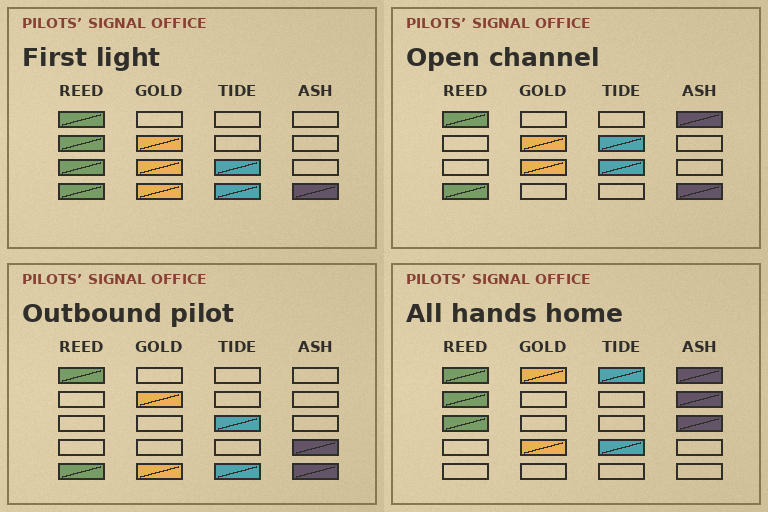 PILOTS’ SIGNAL OFFICE
First light
REED GOLD TIDE ASH
PILOTS’ SIGNAL OFFICE
Open channel
REED GOLD TIDE ASH
PILOTS’ SIGNAL OFFICE
Outbound pilot
REED GOLD TIDE ASH
PILOTS’ SIGNAL OFFICE
All hands home
REED GOLD TIDE ASH